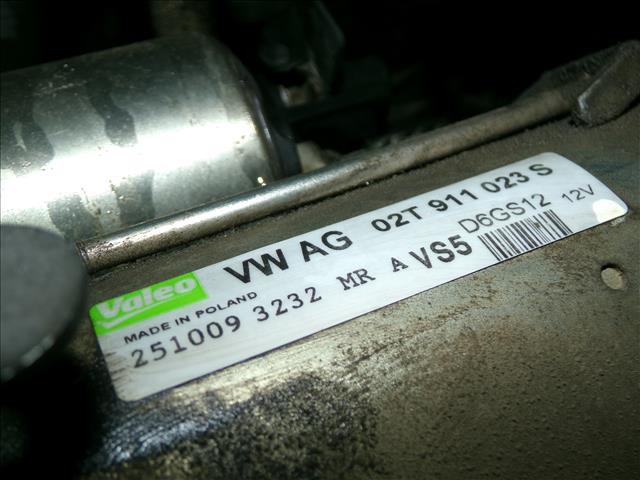 Valeo VW AG 02T 911 023 S
MADE IN POLAND VS5 D6GS12 12V
251009 3232 MR A